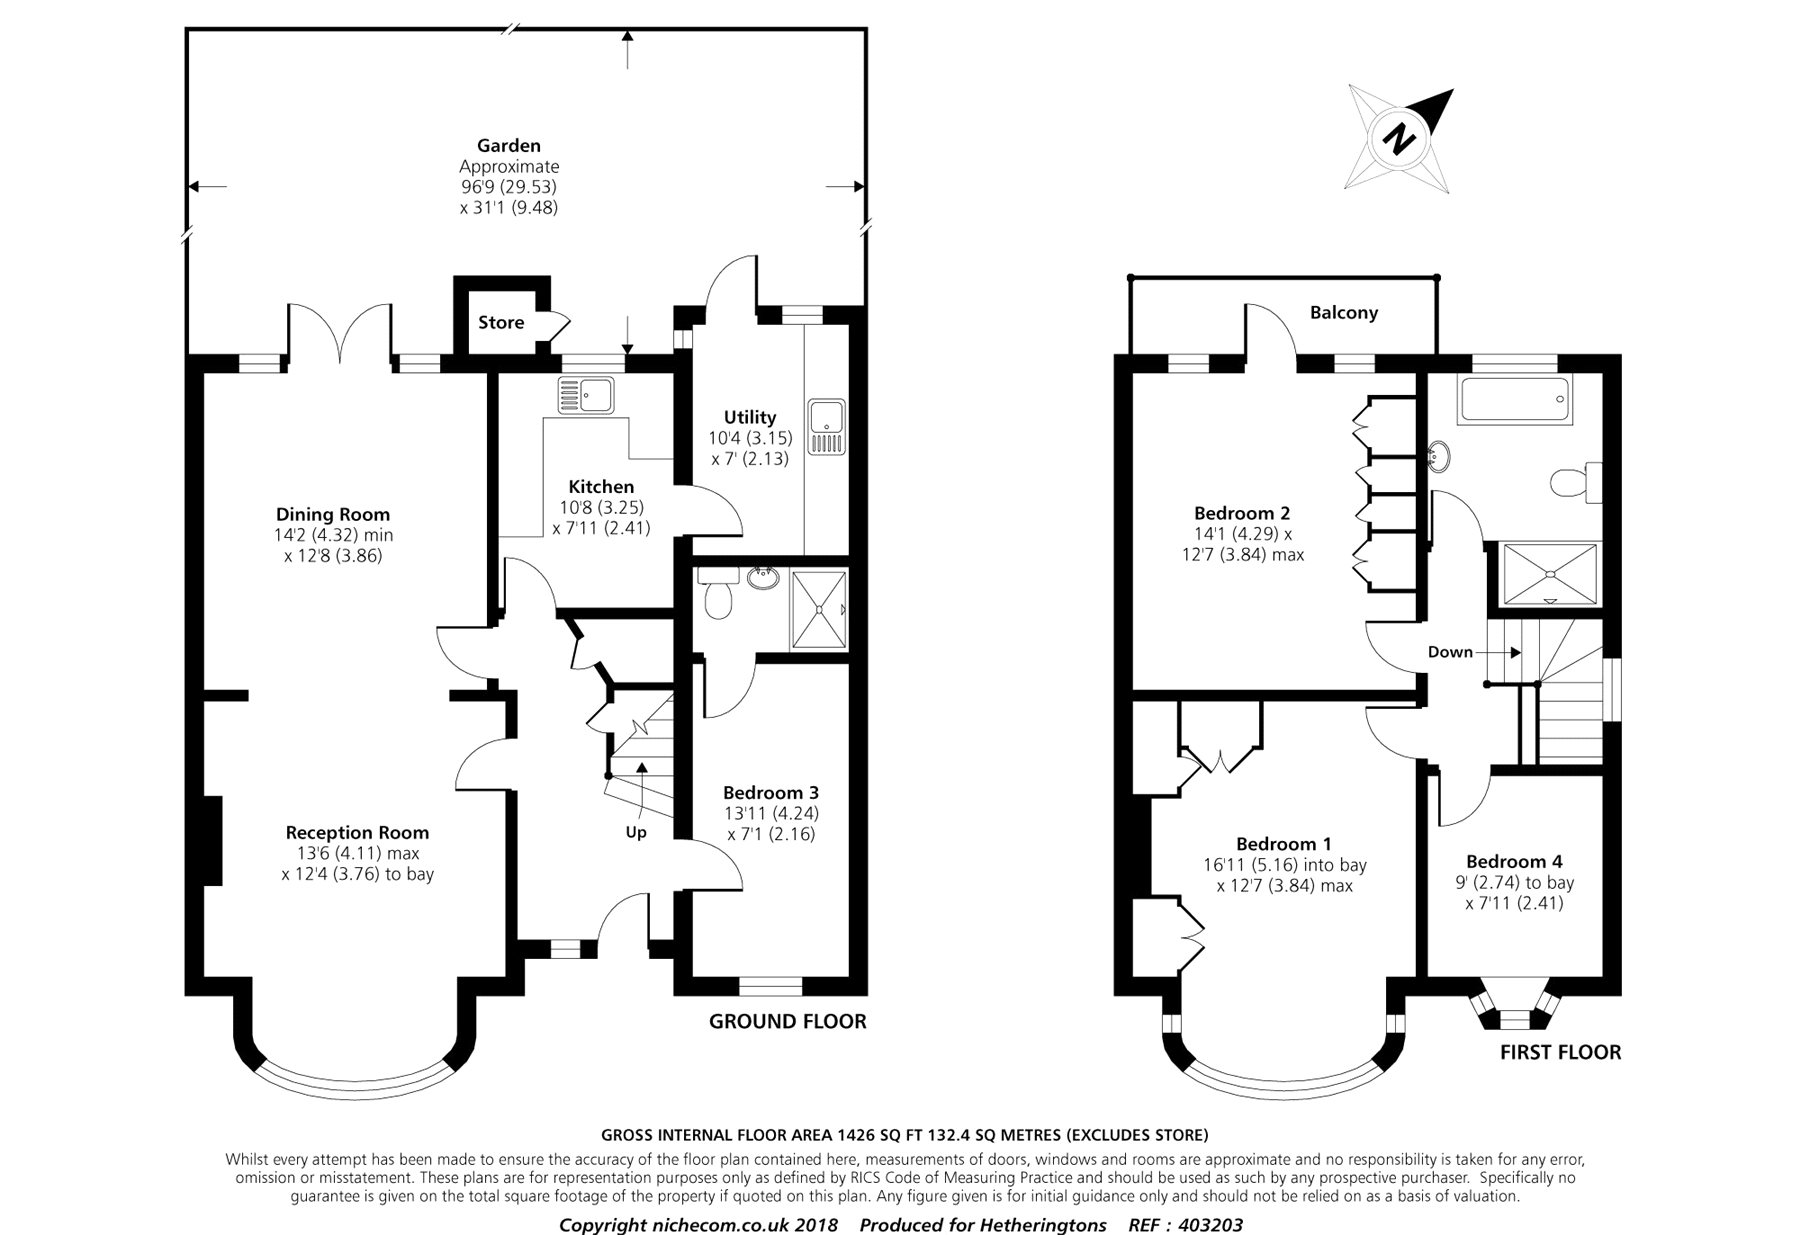 Garden
Approximate
96'9 (29.53)
x 31'1 (9.48)
N
Store
Balcony
Utility
10'4 (3.15)
x 7' (2.13)
Kitchen
10'8 (3.25)
x 7'11 (2.41)
Dining Room
14'2 (4.32) min
x 12'8 (3.86)
Bedroom 2
14'1 (4.29) x
12'7 (3.84) max
Down
Bedroom 3
13'11 (4.24)
x 7'1 (2.16)
Up
Reception Room
13'6 (4.11) max
x 12'4 (3.76) to bay
Bedroom 1
16'11 (5.16) into bay
x 12'7 (3.84) max
Bedroom 4
9' (2.74) to bay
x 7'11 (2.41)
GROUND FLOOR
FIRST FLOOR
GROSS INTERNAL FLOOR AREA 1426 SQ FT 132.4 SQ METRES (EXCLUDES STORE)
Whilst every attempt has been made to ensure the accuracy of the floor plan contained here, measurements of doors, windows and rooms are approximate and no responsibility is taken for any error,
omission or misstatement. These plans are for representation purposes only as defined by RICS Code of Measuring Practice and should be used as such by any prospective purchaser. Specifically no
guarantee is given on the total square footage of the property if quoted on this plan. Any figure given is for initial guidance only and should not be relied on as a basis of valuation.
Copyright nichecom.co.uk 2018 Produced for Hetheringtons REF : 403203